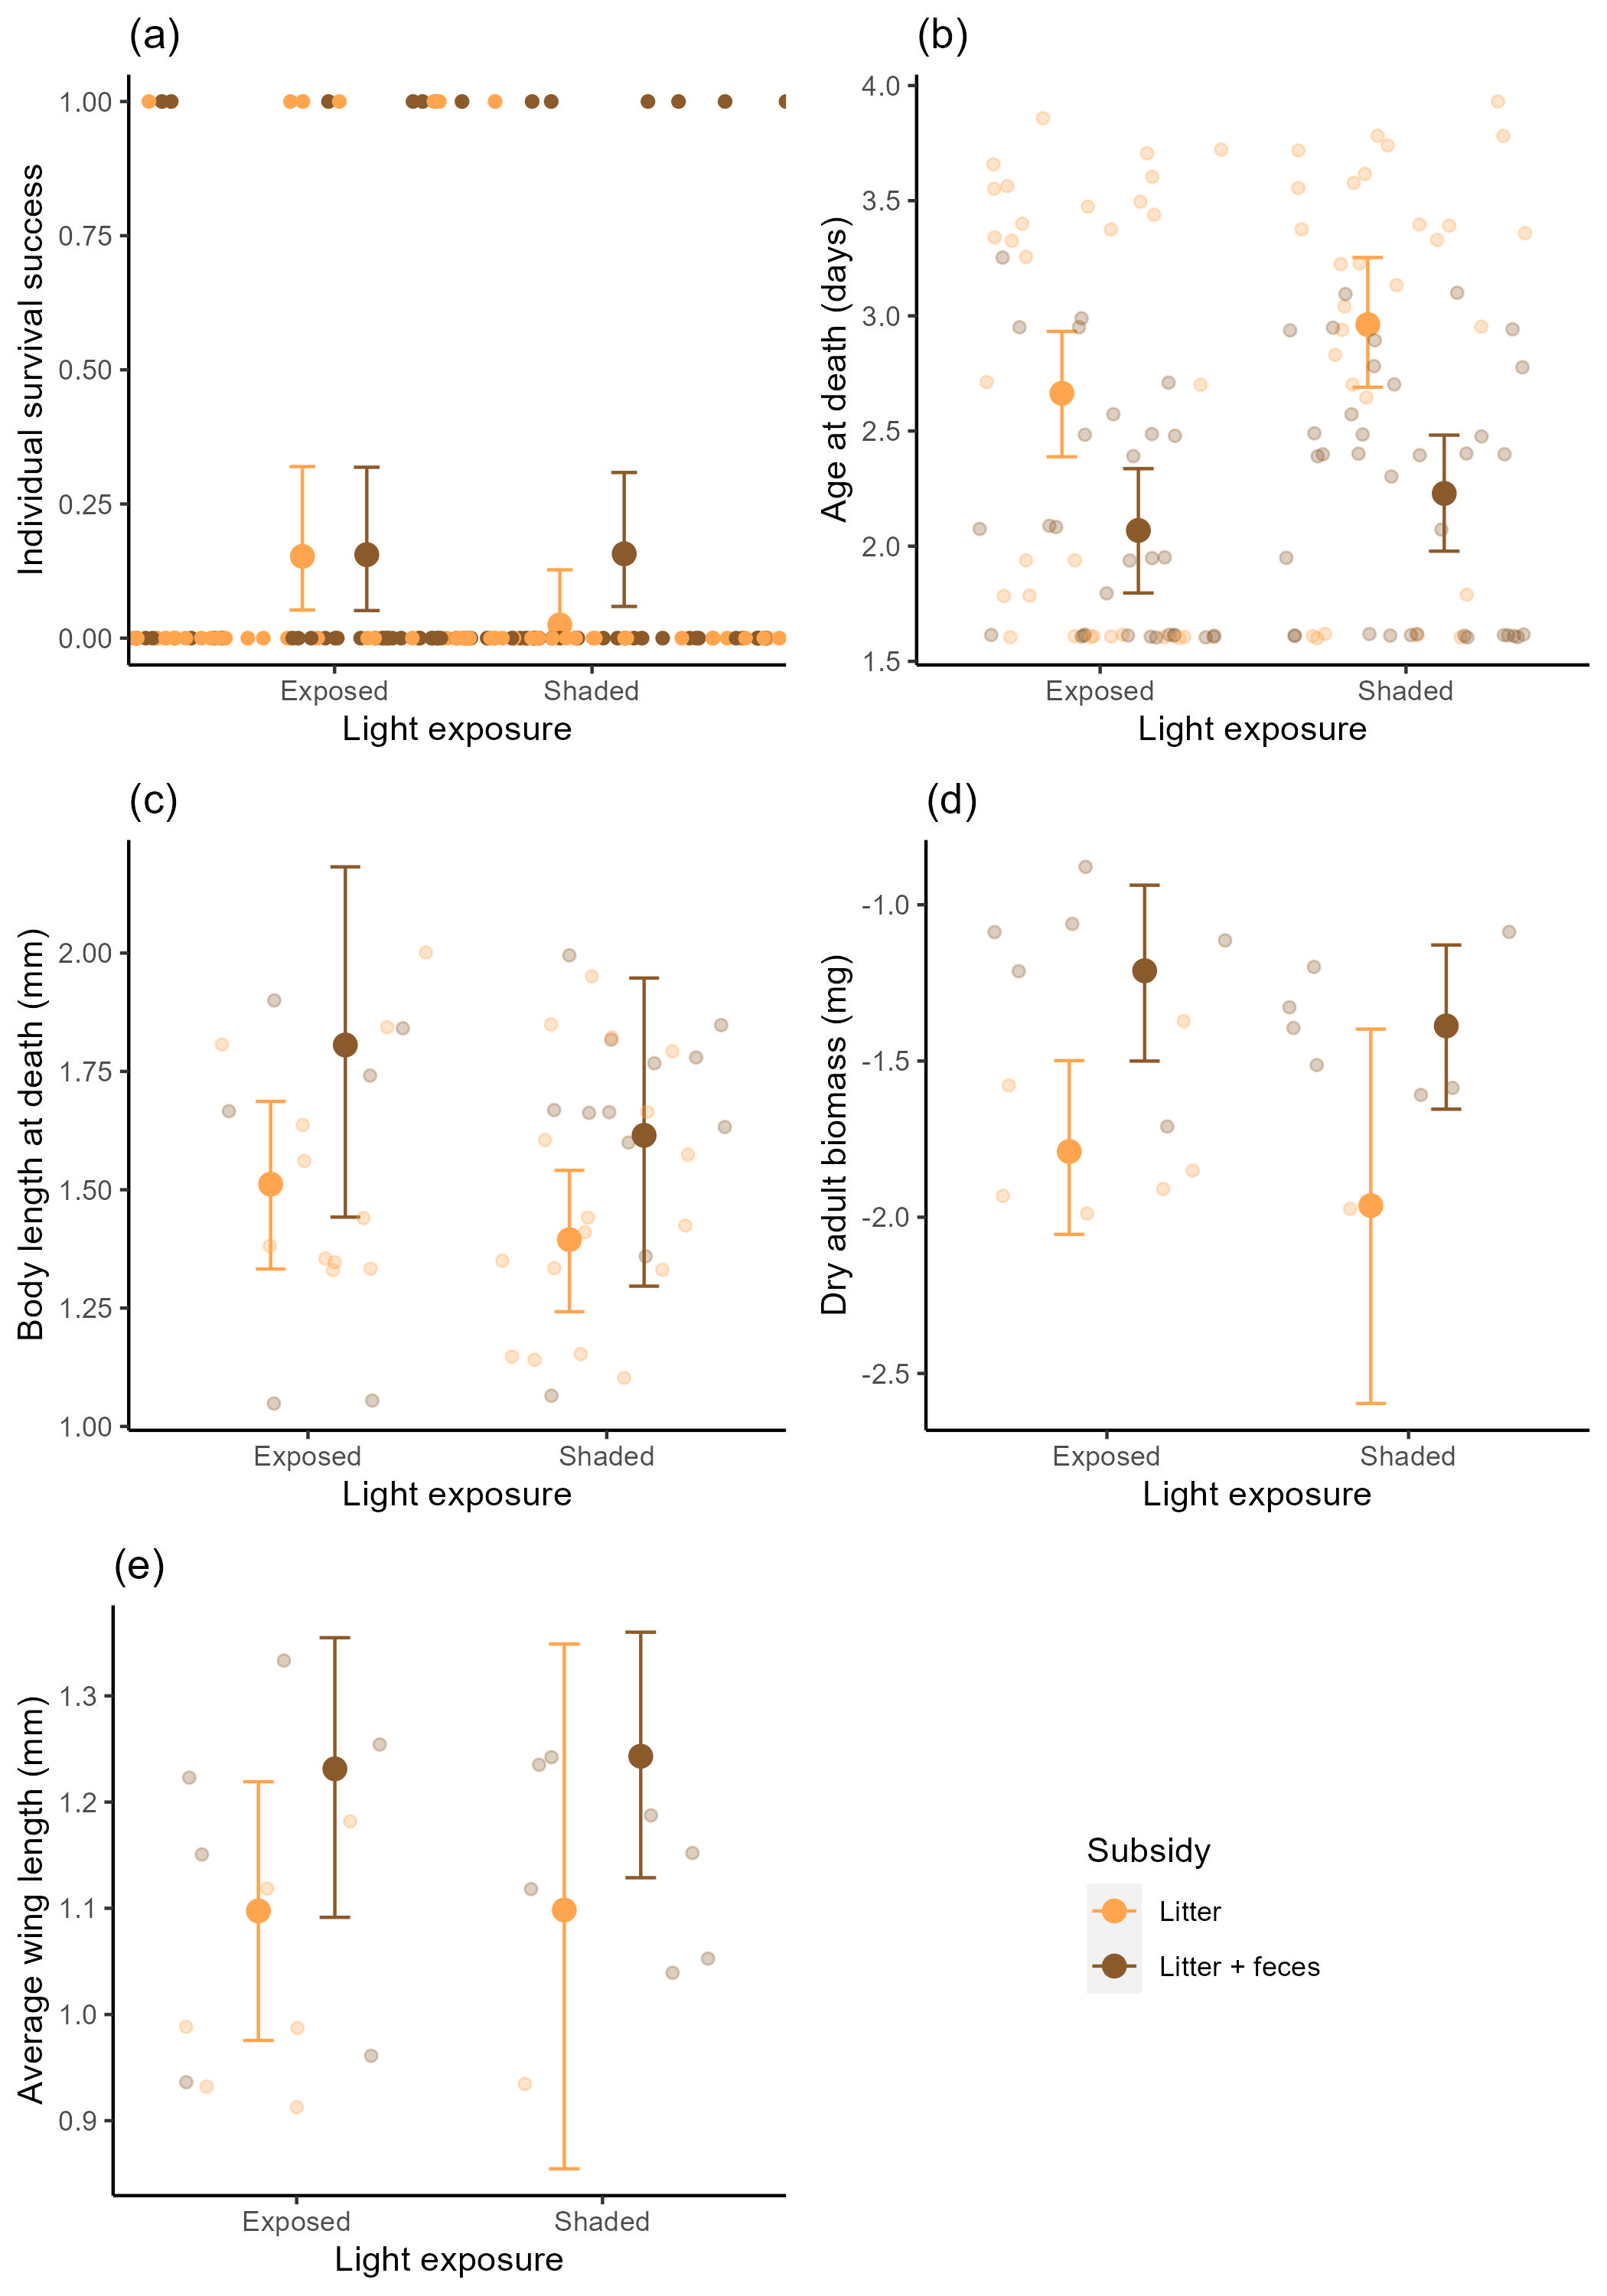 (a)
Individual survival success
1.00
0.75
0.50
0.25
0.00
Exposed
Shaded
Light exposure
(b)
Age at death (days)
4.0
3.5
3.0
2.5
2.0
1.5
Exposed
Shaded
Light exposure
(c)
Body length at death (mm)
2.00
1.75
1.50
1.25
1.00
Exposed
Shaded
Light exposure
(d)
Dry adult biomass (mg)
-1.0
-1.5
-2.0
-2.5
Exposed
Shaded
Light exposure
(e)
Average wing length (mm)
1.3
1.2
1.1
1.0
0.9
Exposed
Shaded
Light exposure
Subsidy
Litter
Litter + feces